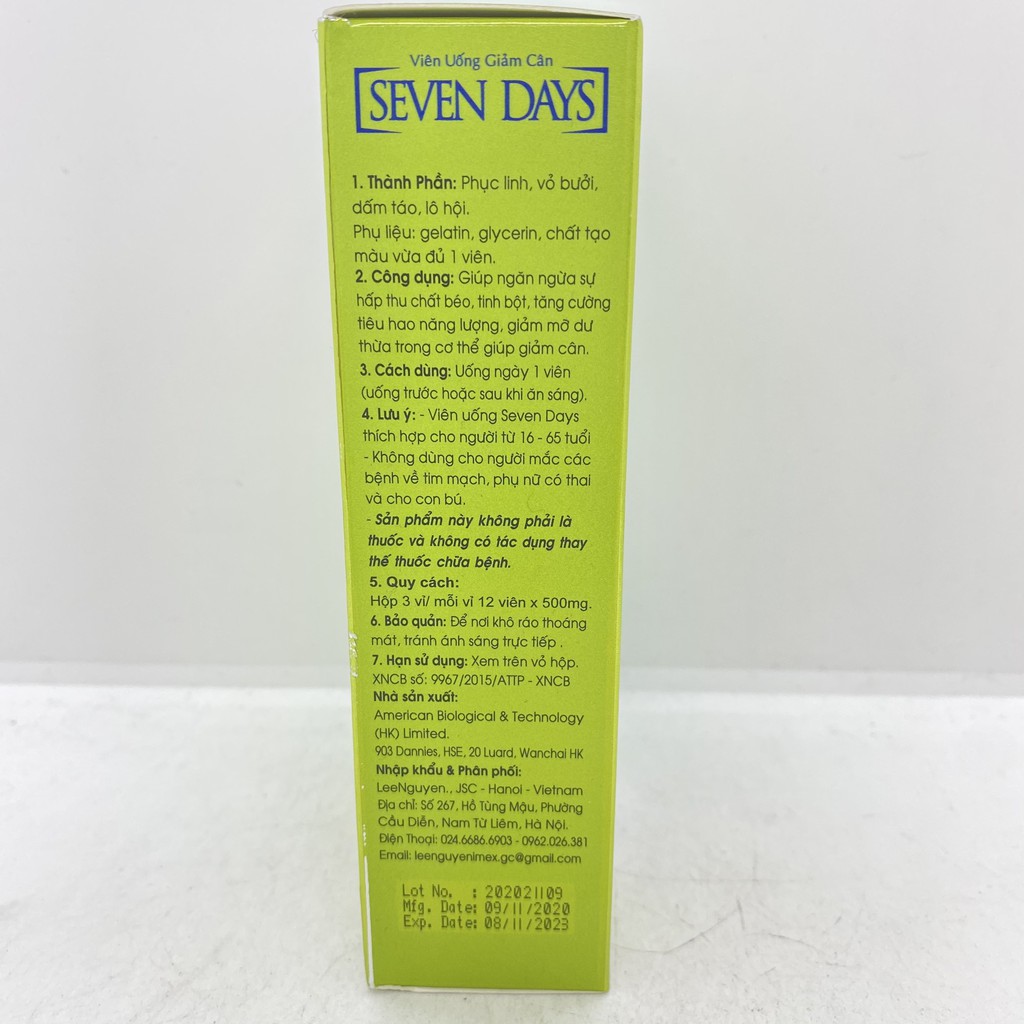 Viên Uống Giảm Cân
SEVEN DAYS
1. Thành Phần: Phục linh, vỏ bưởi,
dấm táo, lô hội.
Phụ liệu: gelatin, glycerin, chất tạo
màu vừa đủ 1 viên.
2. Công dụng: Giúp ngăn ngừa sự
hấp thu chất béo, tinh bột, tăng cường
tiêu hao năng lượng, giảm mỡ dư
thừa trong cơ thể giúp giảm cân.
3. Cách dùng: Uống ngày 1 viên
(uống trước hoặc sau khi ăn sáng).
4. Lưu ý: - Viên uống Seven Days
thích hợp cho người từ 16 - 65 tuổi
- Không dùng cho người mắc các
bệnh về tim mạch, phụ nữ có thai
và cho con bú.
- Sản phẩm này không phải là
thuốc và không có tác dụng thay
thế thuốc chữa bệnh.
5. Quy cách:
Hộp 3 vỉ/ mỗi vỉ 12 viên x 500mg.
6. Bảo quản: Để nơi khô ráo thoáng
mát, tránh ánh sáng trực tiếp .
7. Hạn sử dụng: Xem trên vỏ hộp.
XNCB số: 9967/2015/ATTP - XNCB
Nhà sản xuất:
American Biological & Technology
(HK) Limited.
903 Dannies, HSE, 20 Luard, Wanchai HK
Nhập khẩu & Phân phối:
LeeNguyen., JSC - Hanoi - Vietnam
Địa chỉ: Số 267, Hồ Tùng Mậu, Phường
Cầu Diễn, Nam Từ Liêm, Hà Nội.
Điện Thoại: 024.6686.6903 - 0962.026.381
Email: leenguyenimex.gc@gmail.com
Lot No. : 202021109
Mfg. Date: 09/11/2020
Exp. Date: 08/11/2023